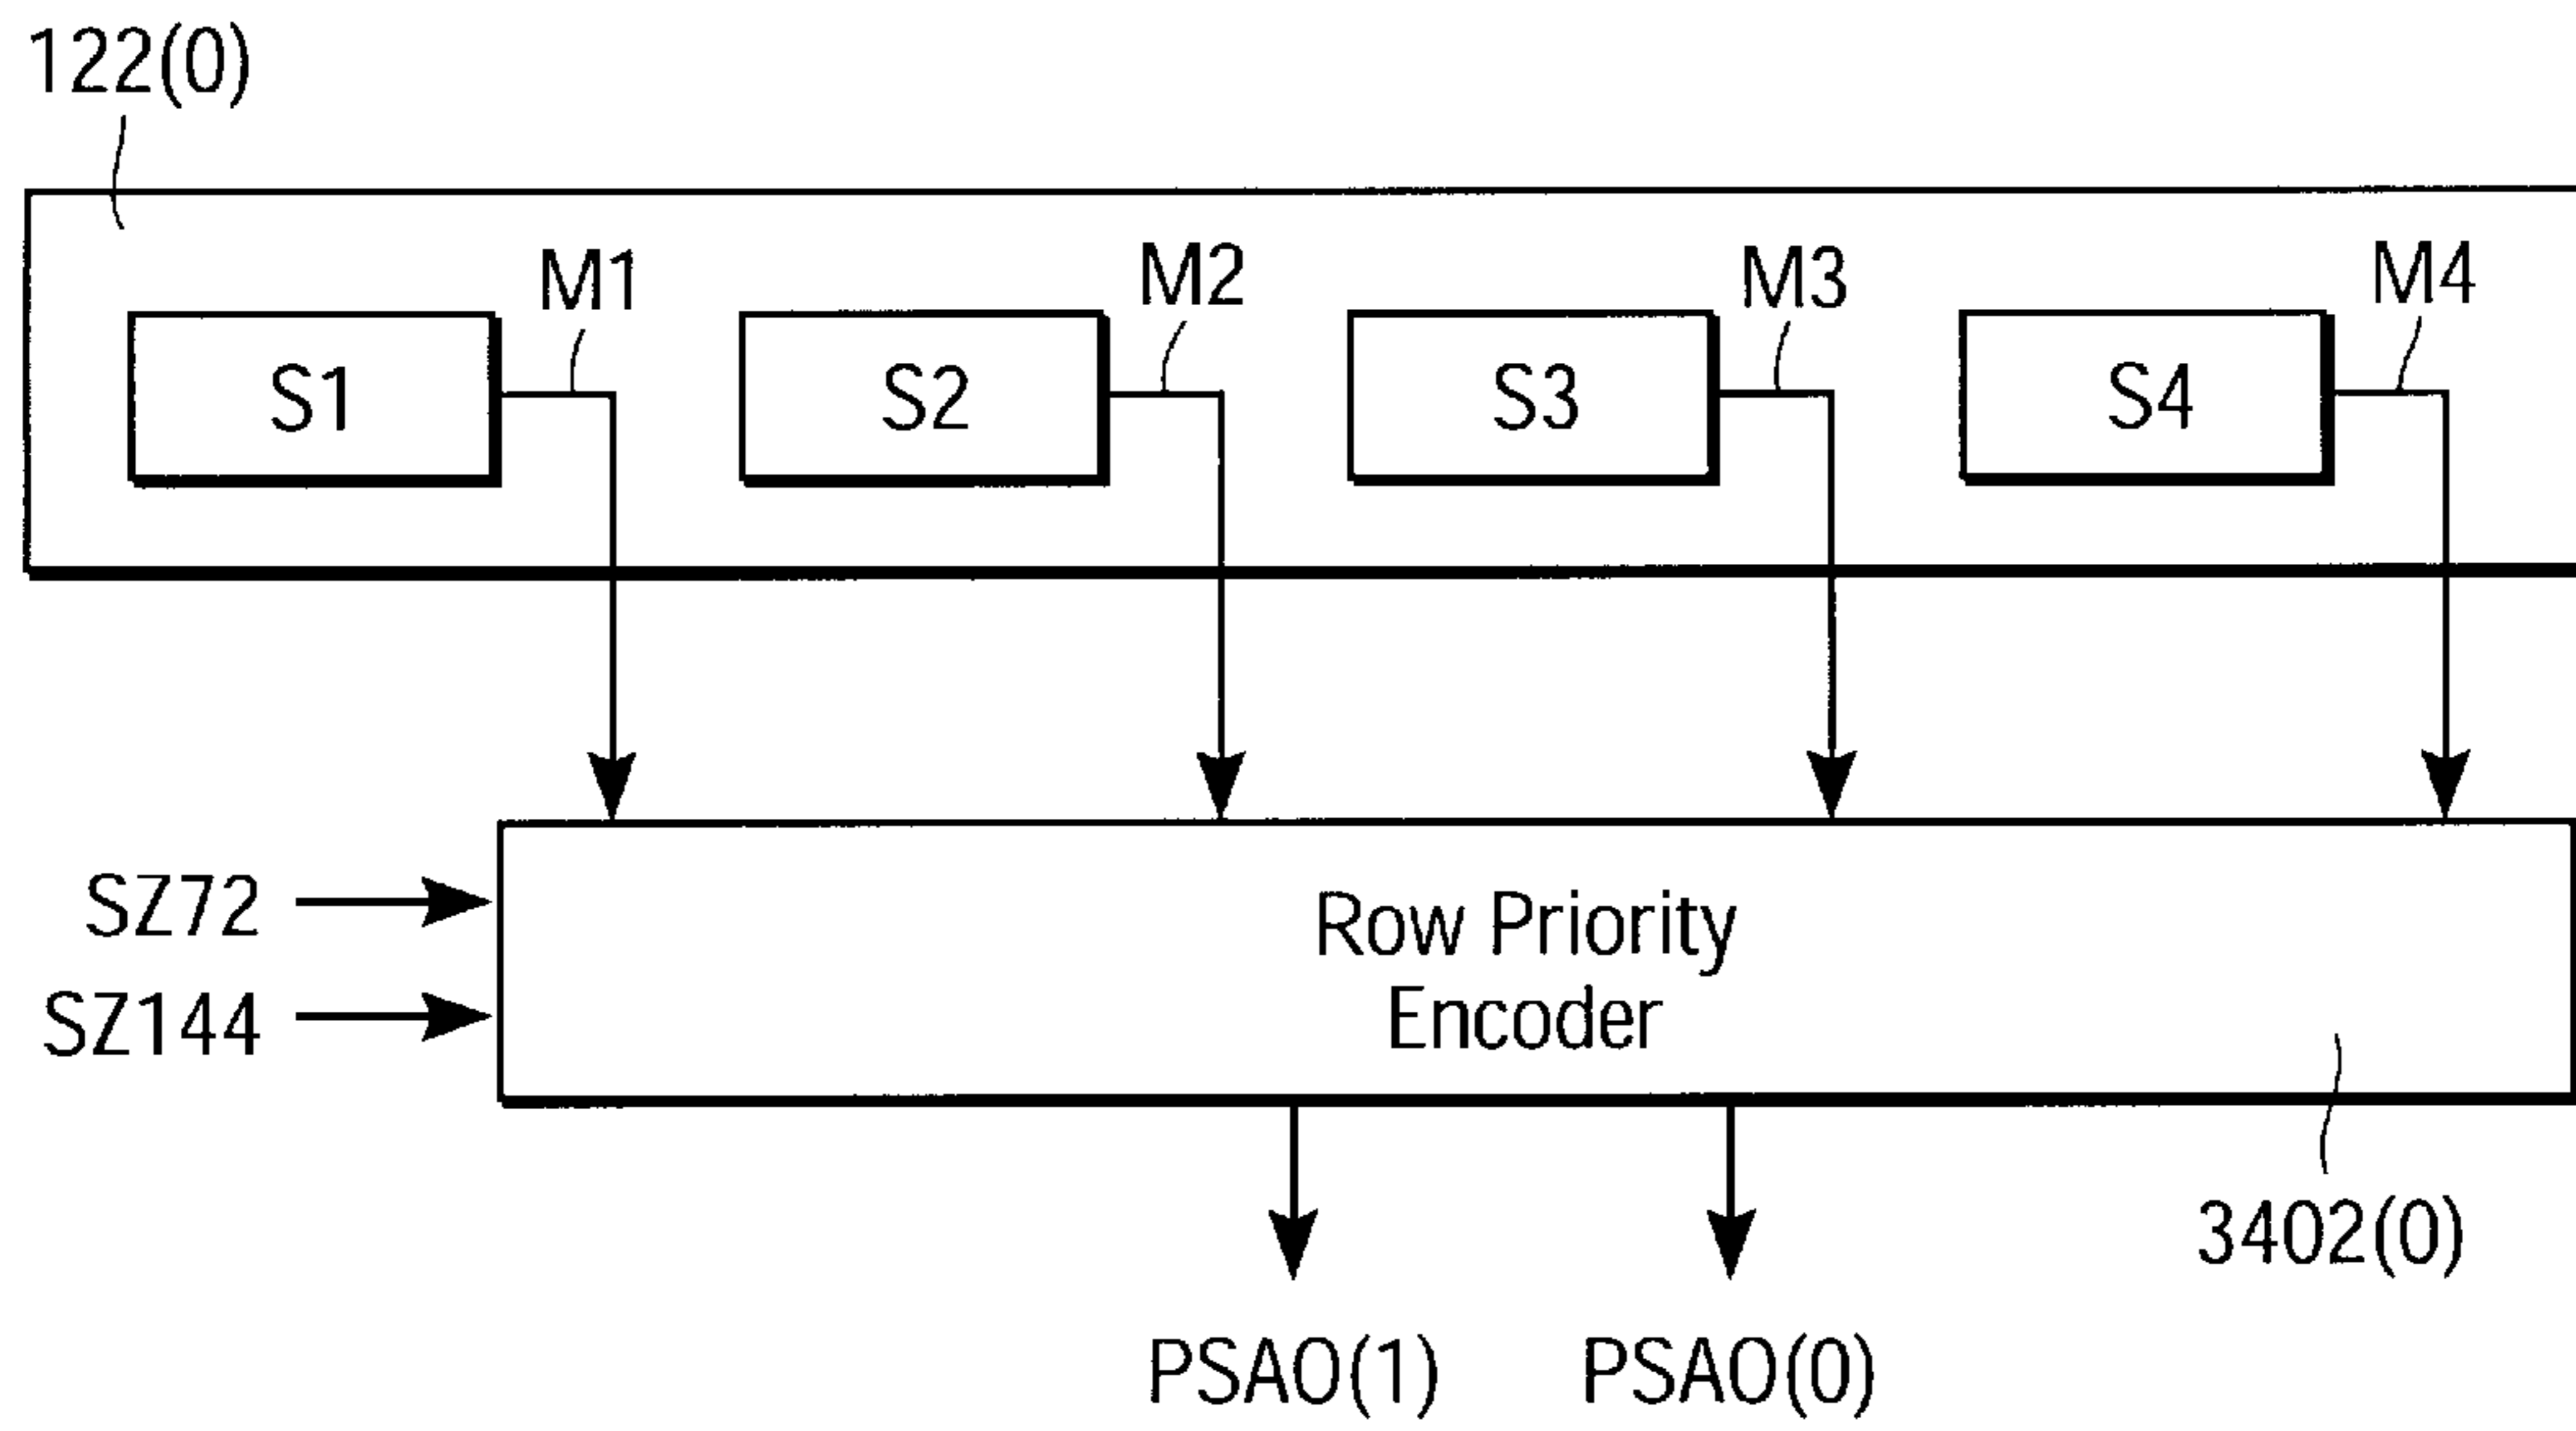 122(0)
M1
M2
M3
M4
S1
S2
S3
S4
SZ72
SZ144
Row Priority
Encoder
3402(0)
PSAO(1)
PSAO(0)